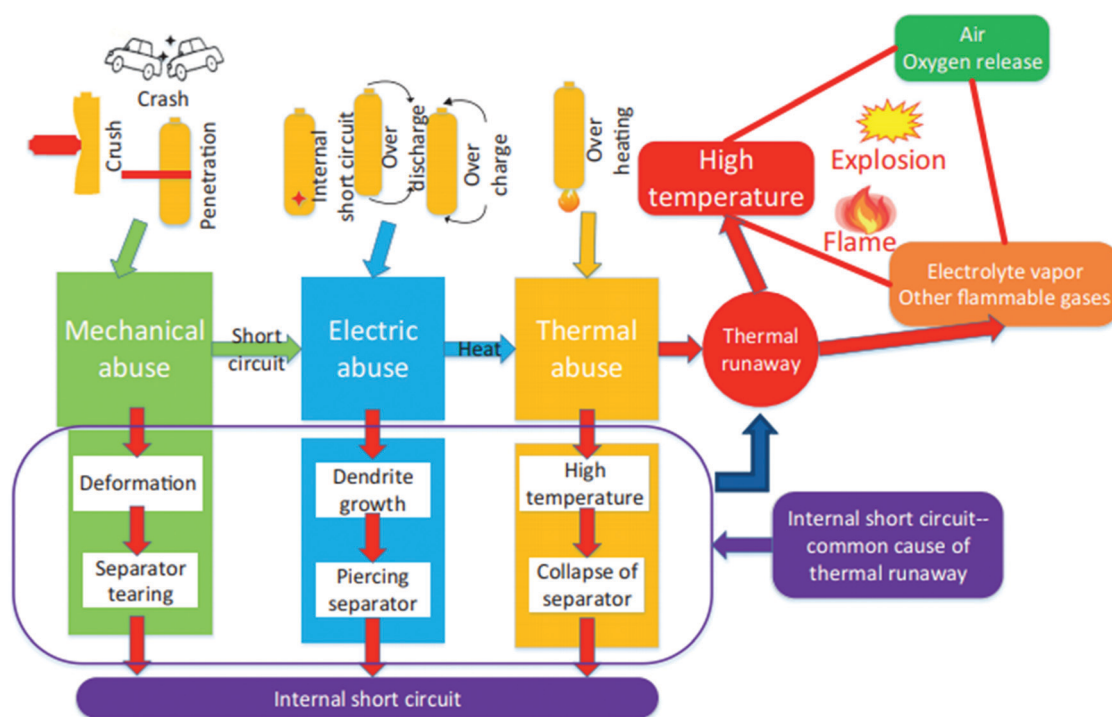 Crash
Crush
Penetration
Internal
short circuit
Over
discharge
Over
charge
Over
heating
Air
Oxygen release
High
temperature
Explosion
Flame
Electrolyte vapor
Other flammable gases
Mechanical
abuse
Short
circuit
Electric
abuse
Heat
Thermal
abuse
Thermal
runaway
Deformation
Separator
tearing
Dendrite
growth
Piercing
separator
High
temperature
Collapse of
separator
Internal short circuit--
common cause of
thermal runaway
Internal short circuit